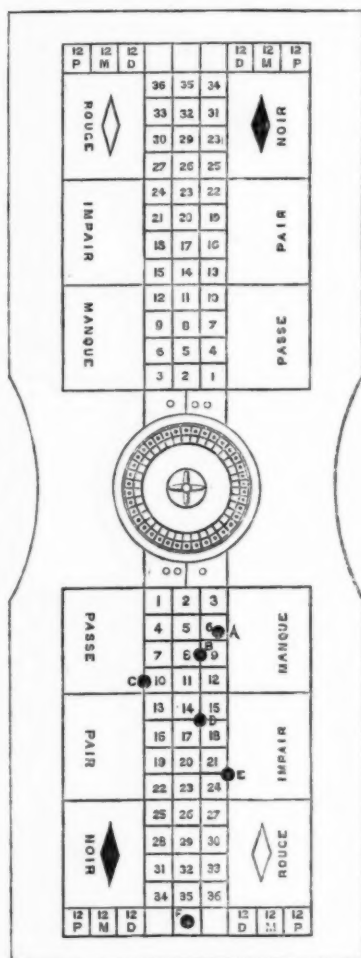 12 12 12 12 12 12
P M D D M P
36 35 34
ROUGE
33 32 31
NOIR
30 29 28
27 26 25
24 23 22
IMPAIR
21 20 19
PAIR
18 17 16
15 14 13
12 11 10
MANQUE
9 8 7
PASSE
6 5 4
3 2 1
0 00
00 0
1 2 3
PASSE
4 5 6 A
MANQUE
B
7 8 9
C 10 11 12
13 14 15
D
PAIR
16 17 18
IMPAIR
19 20 21
E
22 23 24
25 26 27
NOIR
28 29 30
ROUGE
31 32 33
34 35 36
F
12 12 12 12 12 12
P M D D M P